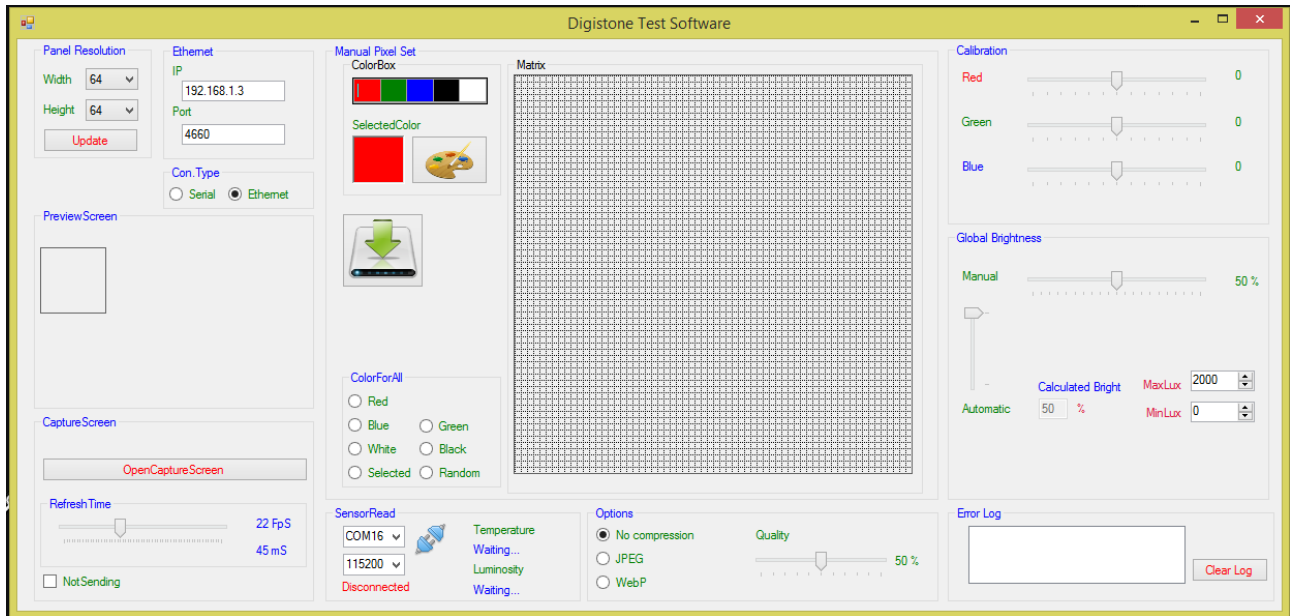 Digistone Test Software
Panel Resolution
Width 64
Height 64
Update
Ethernet
IP
192.168.1.3
Port
4660
Con.Type
Serial Ethernet
PreviewScreen
CaptureScreen
OpenCaptureScreen
RefreshTime
22 FpS
45 mS
NotSending
Manual Pixel Set
ColorBox
SelectedColor
ColorForAll
Red
Blue Green
White Black
Selected Random
Matrix
SensorRead
COM16
115200
Disconnected
Temperature
Waiting...
Luminosity
Waiting...
Options
No compression
JPEG
WebP
Quality
50 %
Calibration
Red 0
Green 0
Blue 0
Global Brightness
Manual 50 %
Automatic
Calculated Bright
50 %
MaxLux 2000
MinLux 0
Error Log
Clear Log